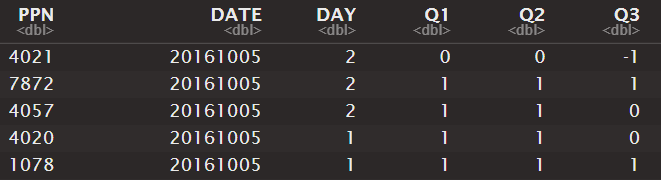 PPN DATE DAY Q1 Q2 Q3
<dbl> <dbl> <dbl> <dbl> <dbl> <dbl>
4021 20161005 2 0 0 -1
7872 20161005 2 1 1 1
4057 20161005 2 1 1 0
4020 20161005 1 1 1 0
1078 20161005 1 1 1 1